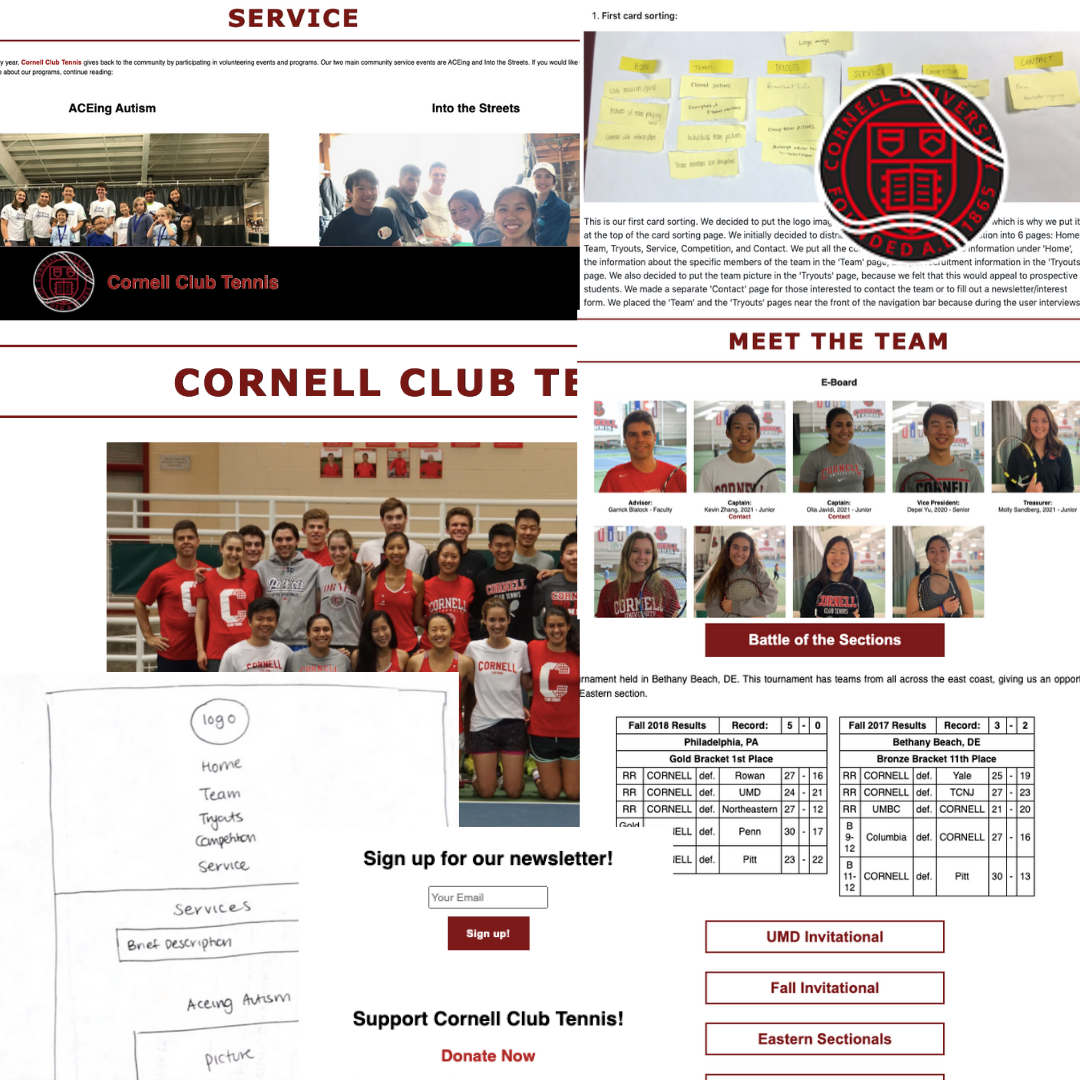 SERVICE
y year, Cornell Club Tennis gives back to the community by participating in volunteering events and programs. Our two main community service events are ACEing and Into the Streets. If you would like
e about our programs, continue reading:
ACEing Autism
Into the Streets
Cornell Club Tennis
1. First card sorting:
Logo image
HOME
TEAM
TRYOUTS
SERVICE
CONTACT
This is our first card sorting. We decided to put the logo imag
which is why we put it
at the top of the card sorting page. We initially decided to distri
tion into 6 pages: Home
Team, Tryouts, Service, Competition, and Contact. We put all the
information under 'Home',
the information about the specific members of the team in the 'Team' page,
recruitment information in the 'Tryouts
page. We also decided to put the team picture in the 'Tryouts' page, because we felt that this would appeal to prospective
students. We made a separate 'Contact' page for those interested to contact the team or to fill out a newsletter/interest
form. We placed the 'Team' and the 'Tryouts' pages near the front of the navigation bar because during the user interviews
CORNELL UNIVERSI
FOUNDED A.D. 1865
CORNELL CLUB TE
MEET THE TEAM
E-Board
Advisor:
Garrick Blalock - Faculty
Captain:
Kevin Zhang, 2021 - Junior
Contact
Captain:
Olia Javidi, 2021 - Junior
Contact
Vice President:
Depei Yu, 2020 - Senior
Treasurer:
Molly Sandberg, 2021 - Junior
Battle of the Sections
rnament held in Bethany Beach, DE. This tournament has teams from all across the east coast, giving us an opport
Eastern section.
Fall 2018 Results Record: 5 - 0
Philadelphia, PA
Gold Bracket 1st Place
RR CORNELL def. Rowan 27 - 16
RR CORNELL def. UMD 24 - 21
RR CORNELL def. Northeastern 27 - 12
Gold NELL def. Penn 30 - 17
NELL def. Pitt 23 - 22
Fall 2017 Results Record: 3 - 2
Bethany Beach, DE
Bronze Bracket 11th Place
RR CORNELL def. Yale 25 - 19
RR CORNELL def. TCNJ 27 - 23
RR UMBC def. CORNELL 21 - 20
B 9-12 Columbia def. CORNELL 27 - 16
B 11-12 CORNELL def. Pitt 30 - 13
UMD Invitational
Fall Invitational
Eastern Sectionals
logo
Home
Team
Tryouts
Competition
Service
Services
Brief Description
Aceing Autism
picture
Sign up for our newsletter!
Your Email
Sign up!
Support Cornell Club Tennis!
Donate Now